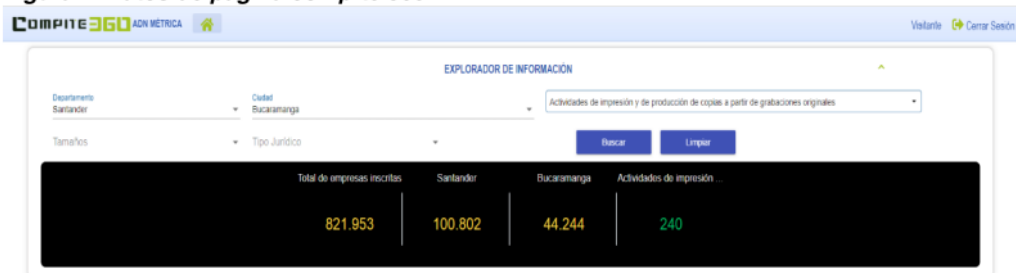 COMPITE360 ADN MÉTRICA
Visitante Cerrar Sesión
EXPLORADOR DE INFORMACIÓN
Departamento
Santander
Ciudad
Bucaramanga
Actividades de impresión y de producción de copias a partir de grabaciones originales
Tamaños
Tipo Jurídico
Buscar
Limpiar
Total de empresas inscritas Santander Bucaramanga Actividades de impresión ...
821.953 100.802 44.244 240